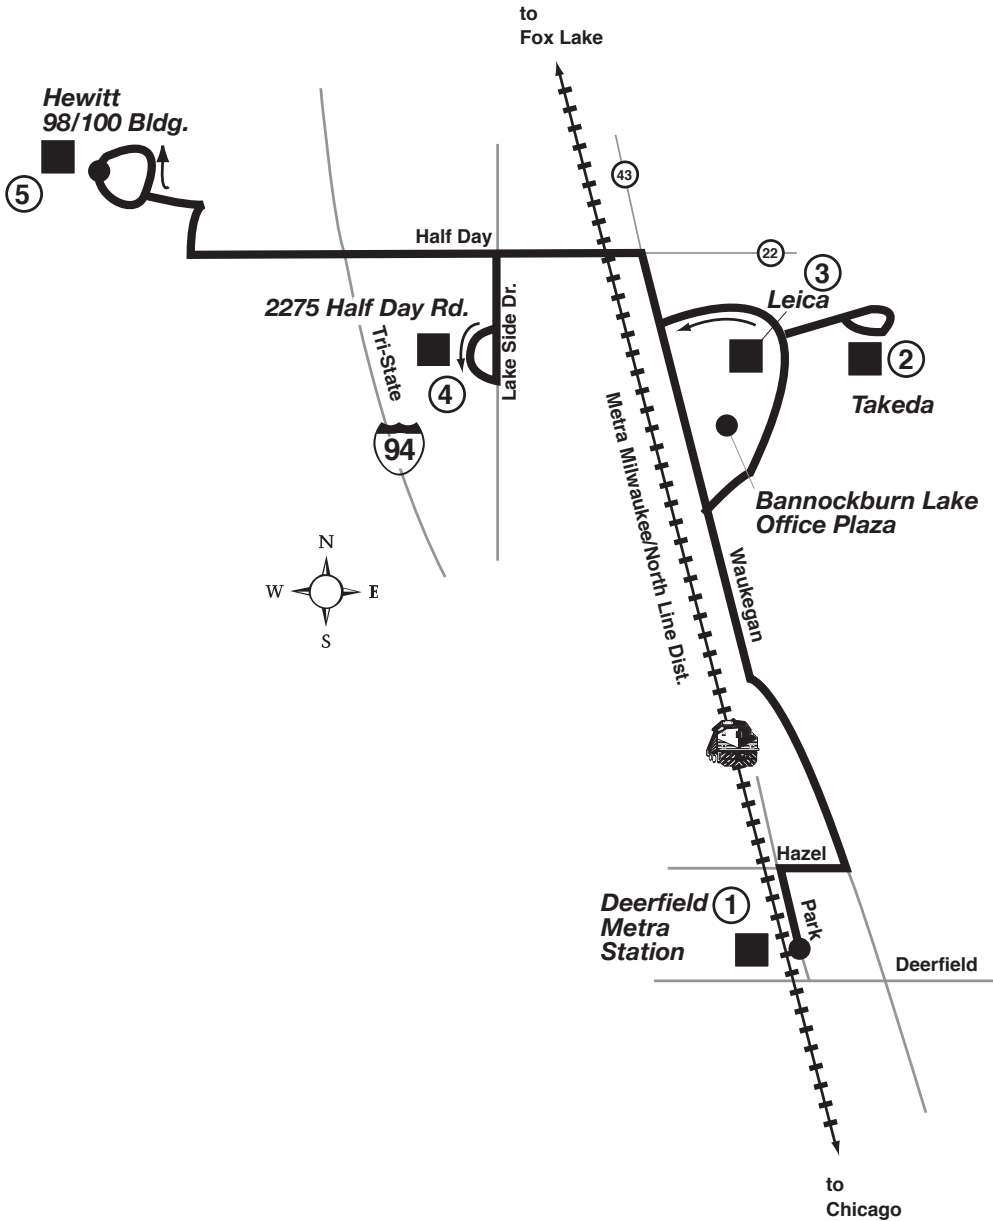 to
Fox Lake
Hewitt
98/100 Bldg.
5
43
Half Day
22
3
Leica
2275 Half Day Rd.
Lake Side Dr.
Tri-State
4
2
Takeda
94
Metra Milwaukee/North Line Dist.
Bannockburn Lake
Office Plaza
N
W
E
S
Waukegan
Hazel
Deerfield
Metra
Station
1
Park
Deerfield
to
Chicago